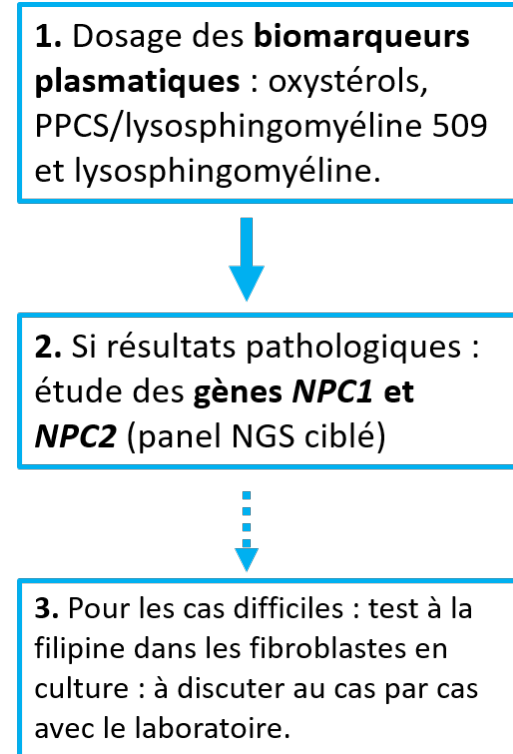 1. Dosage des biomarqueurs
plasmatiques : oxystérols,
PPCS/lysosphingomyéline 509
et lysosphingomyéline.
2. Si résultats pathologiques :
étude des gènes NPC1 et
NPC2 (panel NGS ciblé)
3. Pour les cas difficiles : test à la
filipine dans les fibroblastes en
culture : à discuter au cas par cas
avec le laboratoire.